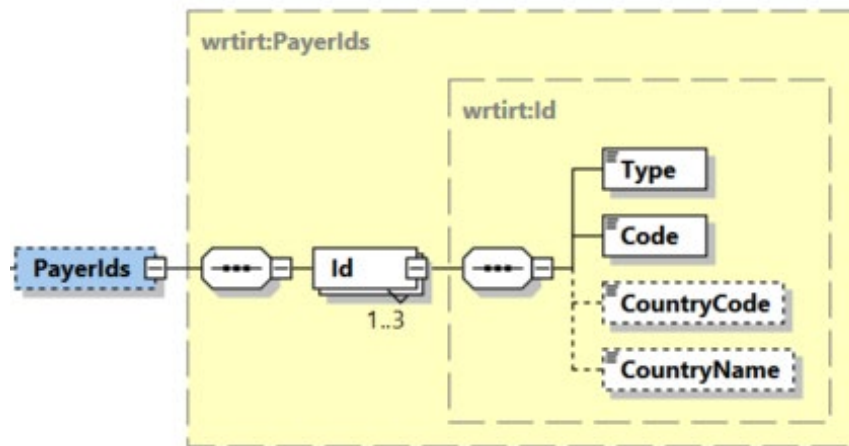 wrtirt:PayerIds
wrtirt:Id
Type
Code
PayerIds
Id
1..3
CountryCode
CountryName